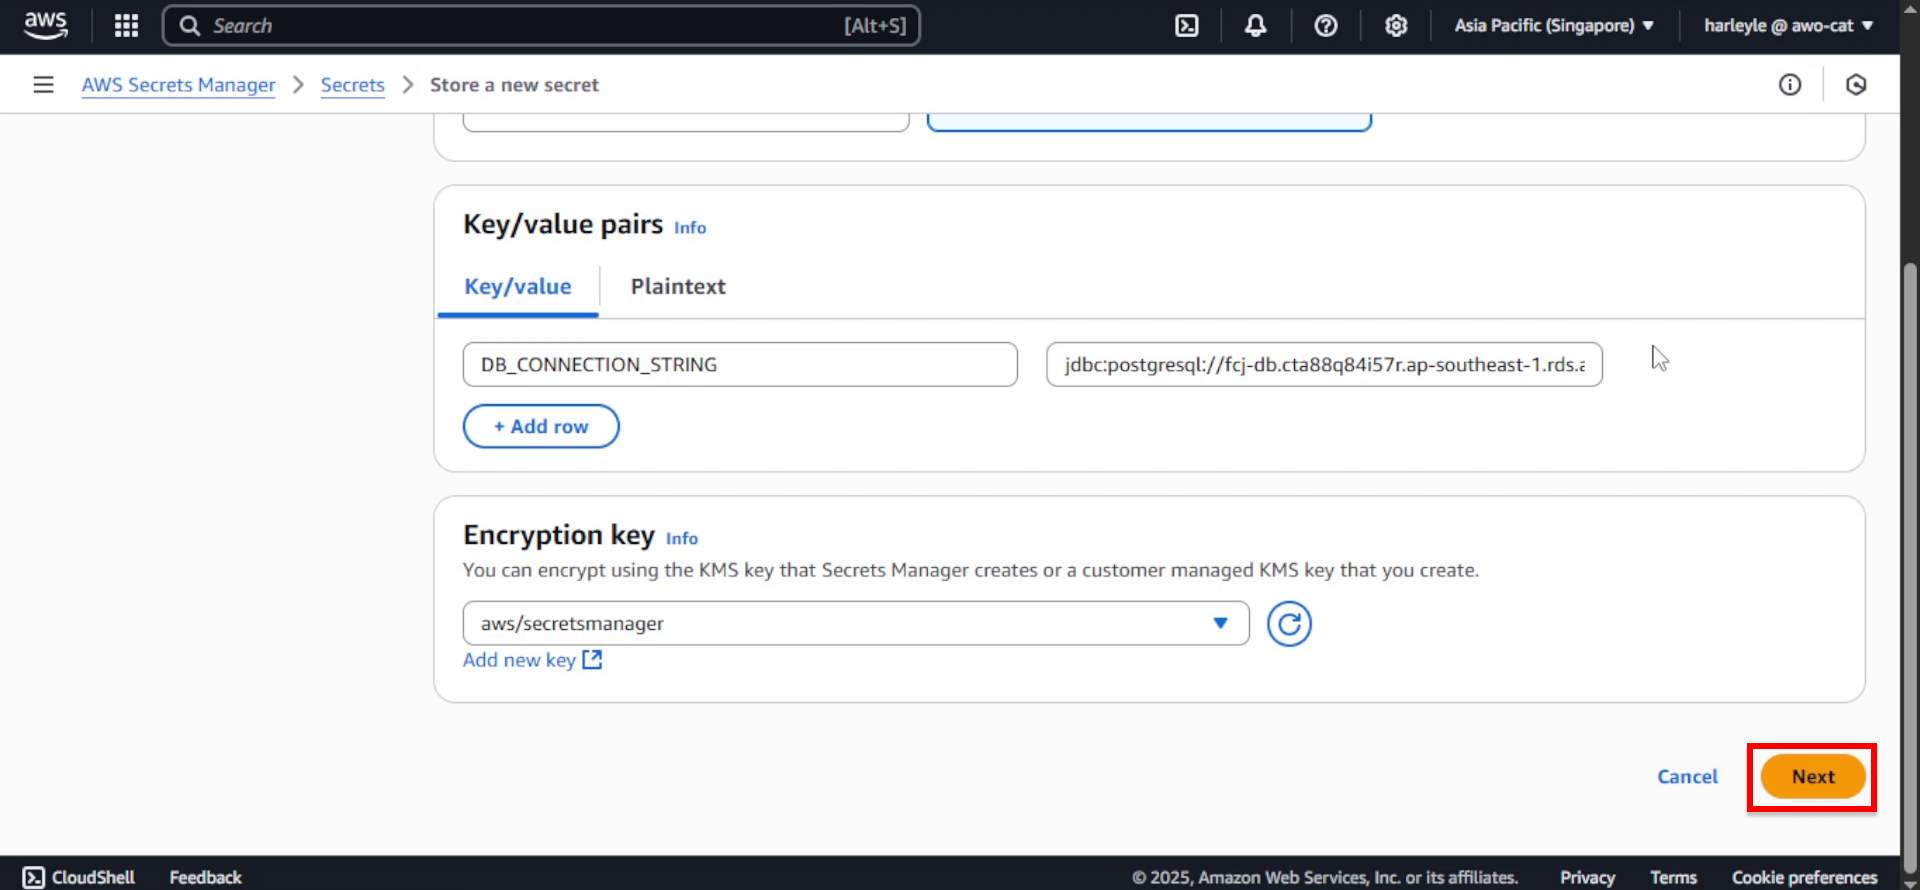 aws Search [Alt+S] Asia Pacific (Singapore) harleyle @ awo-cat
AWS Secrets Manager Secrets Store a new secret
Key/value pairs Info
Key/value Plaintext
DB_CONNECTION_STRING jdbc:postgresql://fcj-db.cta88q84i57r.ap-southeast-1.rds.a
+ Add row
Encryption key Info
You can encrypt using the KMS key that Secrets Manager creates or a customer managed KMS key that you create.
aws/secretsmanager
Add new key
Cancel Next
CloudShell Feedback © 2025, Amazon Web Services, Inc. or its affiliates. Privacy Terms Cookie preferences